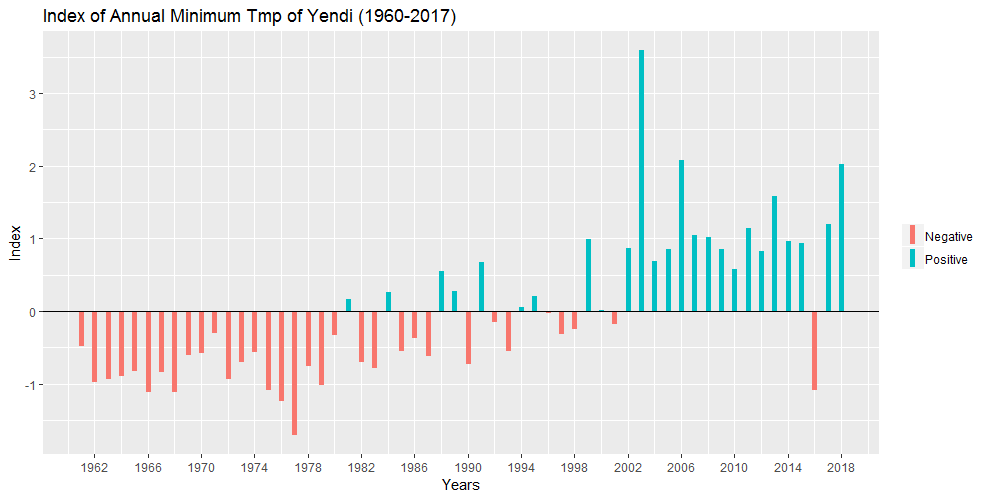 Index of Annual Minimum Tmp of Yendi (1960-2017)
Index
3
2
1
0
-1
1962 1966 1970 1974 1978 1982 1986 1990 1994 1998 2002 2006 2010 2014 2018
Years
Negative
Positive